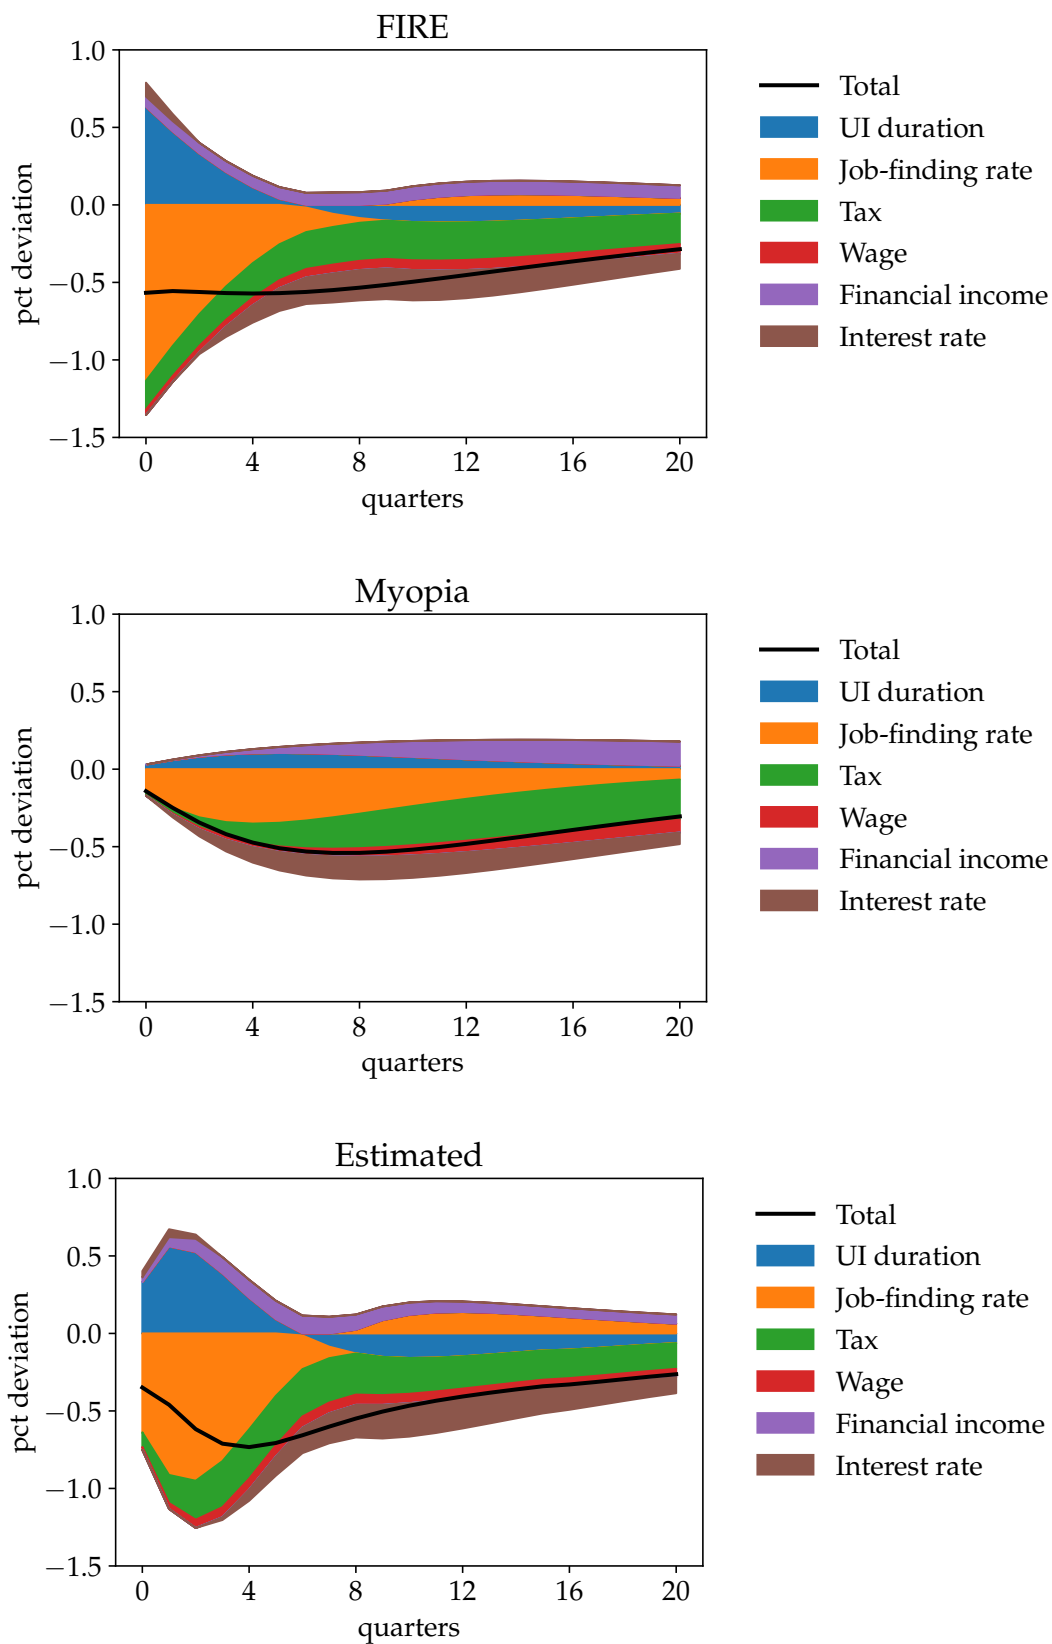 FIRE
1.0
0.5
0.0
−0.5
−1.0
−1.5
pct deviation
0 4 8 12 16 20
quarters
Total
UI duration
Job-finding rate
Tax
Wage
Financial income
Interest rate
Myopia
1.0
0.5
0.0
−0.5
−1.0
−1.5
pct deviation
0 4 8 12 16 20
quarters
Total
UI duration
Job-finding rate
Tax
Wage
Financial income
Interest rate
Estimated
1.0
0.5
0.0
−0.5
−1.0
−1.5
pct deviation
0 4 8 12 16 20
quarters
Total
UI duration
Job-finding rate
Tax
Wage
Financial income
Interest rate